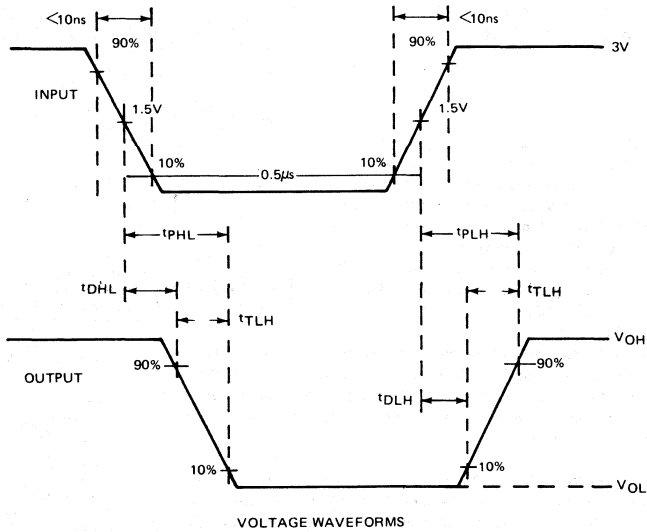 <10ns
<10ns
90%
90%
3V
INPUT
1.5V
1.5V
10%
10%
0.5μs
tPHL
tPLH
tDHL
tTLH
tTLH
VOH
90%
90%
OUTPUT
tDLH
10%
10%
VOL
VOLTAGE WAVEFORMS